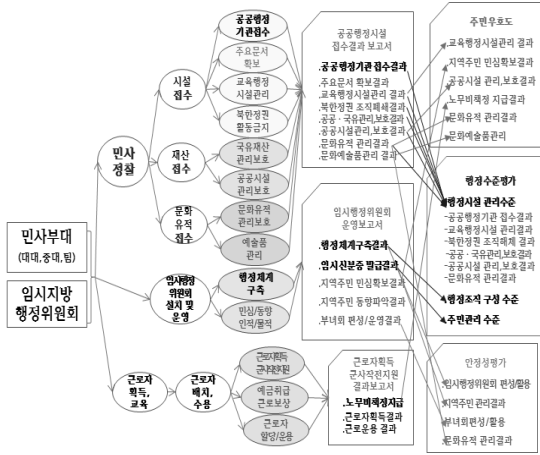 민사부대
(대대,중대,팀)
임시지방
행정위원회
민사
정찰
임시행정
위원회
설치 및
운영
근로자
획득,
교육
시설
접수
재산
접수
문화
유적
접수
근로자
배치,
수용
공공행정
기관접수
주요문서
확보
교육행정
시설관리
북한정권
활동금지
국유재산
관리보호
공공시설
관리보호
문화유적
관리보호
예술품
관리
행정체계
구축
민심/동향
인적/물적
근로획득
군사작전지원
예금취급
근로보상
근로자
할당/운용
공공행정시설
접수결과 보고서
.공공행정기관 접수결과
.주요문서 확보결과
.교육행정시설관리 결과
.북한정권 조직폐쇄결과
.공공·국유관리,보호결과
.공공시설관리,보호결과
.문화유적 관리결과
.문화예술품관리 결과
임시행정위원회
운영보고서
.행정체계구축결과
.임시신분증 발급결과
.지역주민 민심확보결과
.지역주민 동향파악결과
.부녀회 편성/운영결과
근로자획득
군사작전지원
결과보고서
.노무비책정지급
.근로자획득결과
.근로운용 결과
주민우호도
.교육행정시설관리 결과
.지역주민 민심확보결과
.공공시설 관리,보호결과
.노무비책정 지급결과
.문화유적 관리결과
.문화예술품관리
행정수준평가
.행정시설 관리수준
-공공행정기관 접수결과
-교육행정시설관리 결과
-북한정권 조직해체 결과
-공공·국유관리,보호결과
-공공시설 관리,보호결과
-문화유적 관리결과
.행정조직 구성 수준
.주민관리 수준
안정성평가
.임시행정위원회 편성/활용
.지역주민 관리결과
.부녀회편성/활용
.문화유적 관리결과